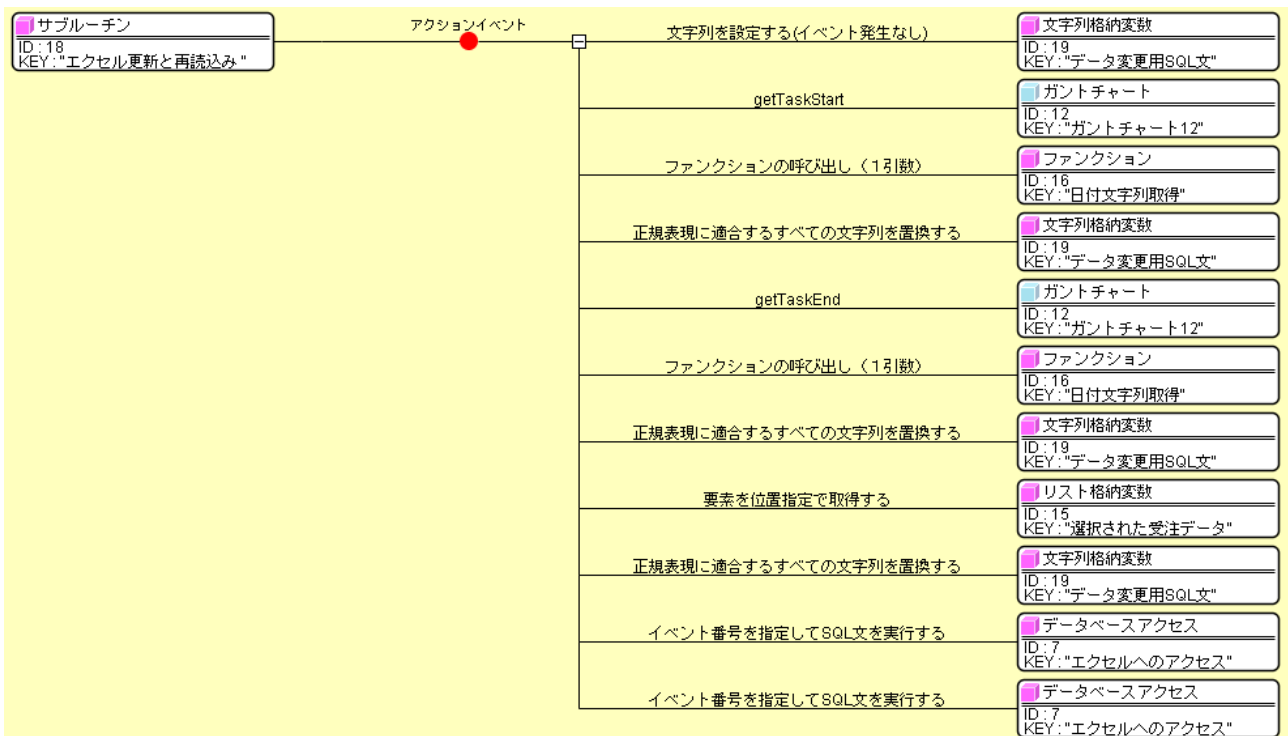 サブルーチン
ID : 18
KEY : "エクセル更新と再読込み"
アクションイベント
文字列を設定する(イベント発生なし)
文字列格納変数
ID : 19
KEY : "データ変更用SQL文"
getTaskStart
ガントチャート
ID : 12
KEY : "ガントチャート12"
ファンクションの呼び出し（１引数）
ファンクション
ID : 16
KEY : "日付文字列取得"
正規表現に適合するすべての文字列を置換する
文字列格納変数
ID : 19
KEY : "データ変更用SQL文"
getTaskEnd
ガントチャート
ID : 12
KEY : "ガントチャート12"
ファンクションの呼び出し（１引数）
ファンクション
ID : 16
KEY : "日付文字列取得"
正規表現に適合するすべての文字列を置換する
文字列格納変数
ID : 19
KEY : "データ変更用SQL文"
要素を位置指定で取得する
リスト格納変数
ID : 15
KEY : "選択された受注データ"
正規表現に適合するすべての文字列を置換する
文字列格納変数
ID : 19
KEY : "データ変更用SQL文"
イベント番号を指定してSQL文を実行する
データベースアクセス
ID : 7
KEY : "エクセルへのアクセス"
イベント番号を指定してSQL文を実行する
データベースアクセス
ID : 7
KEY : "エクセルへのアクセス"